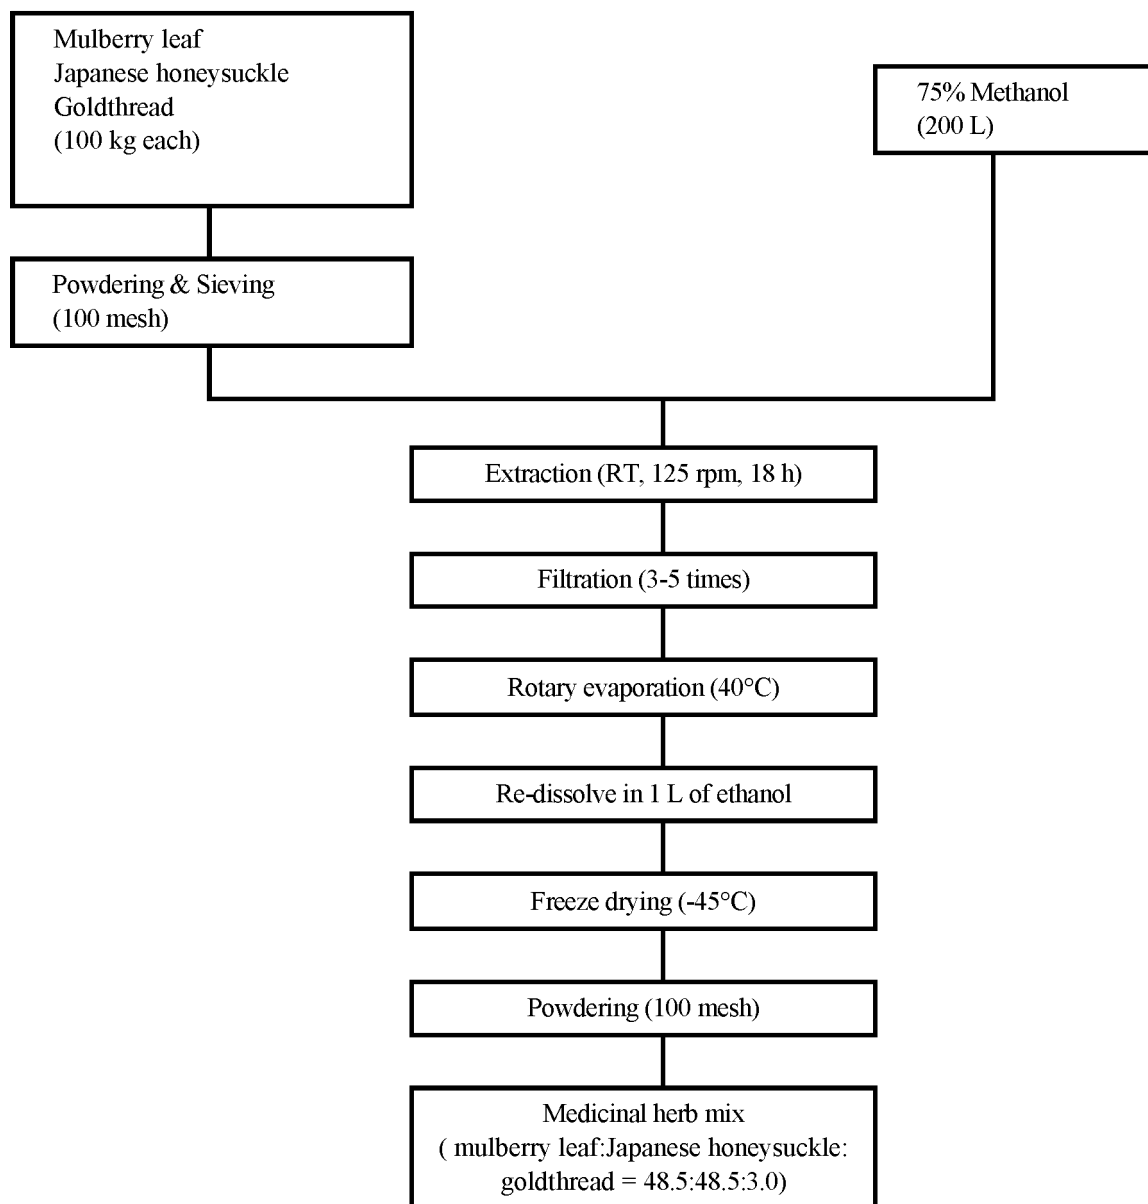 Mulberry leaf
Japanese honeysuckle
Goldthread
(100 kg each)
75% Methanol
(200 L)
Powdering & Sieving
(100 mesh)
Extraction (RT, 125 rpm, 18 h)
Filtration (3-5 times)
Rotary evaporation (40°C)
Re-dissolve in 1 L of ethanol
Freeze drying (-45°C)
Powdering (100 mesh)
Medicinal herb mix
( mulberry leaf:Japanese honeysuckle:
goldthread = 48.5:48.5:3.0)